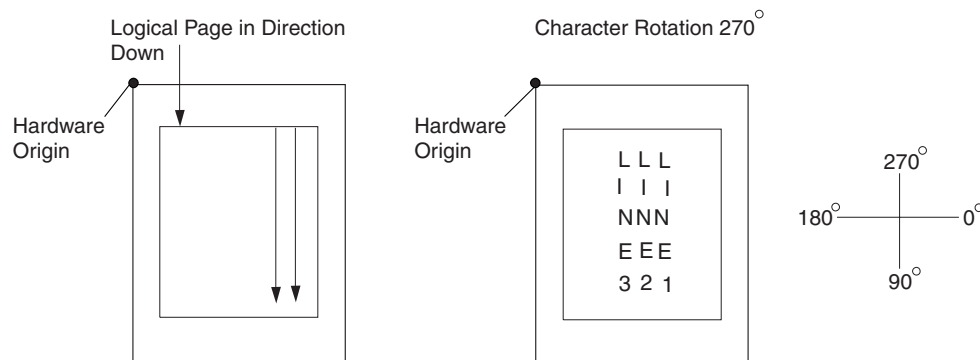 Logical Page in Direction
Down
Hardware
Origin
Character Rotation 270°
Hardware
Origin
L L L
I I I
N N N
E E E
3 2 1
270°
180° 0°
90°